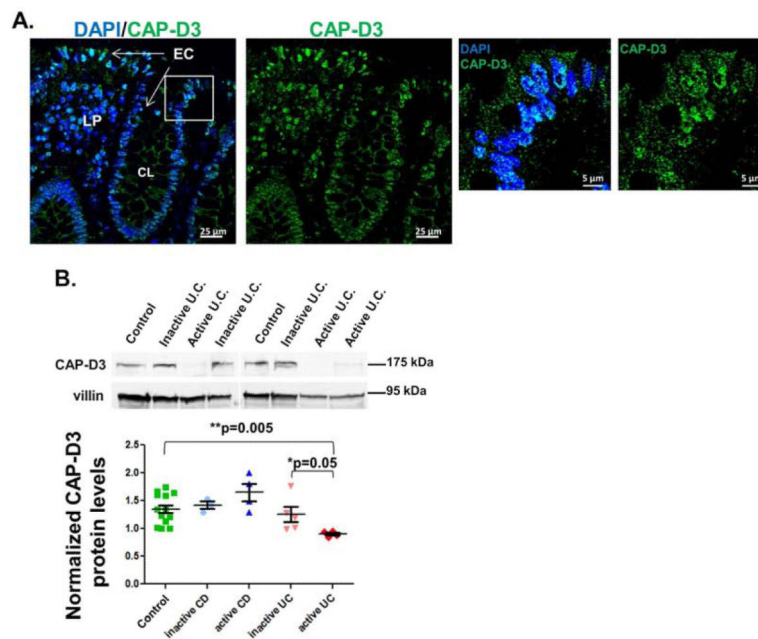 A.
DAPI/CAP-D3
CAP-D3
EC
LP
CL
25 µm
25 µm
DAPI
CAP-D3
5 µm
CAP-D3
5 µm
B.
Control
Inactive U.C.
Active U.C.
Inactive U.C.
Control
Inactive U.C.
Active U.C.
Active U.C.
CAP-D3
175 kDa
villin
95 kDa
**p=0.005
*p=0.05
Normalized CAP-D3
protein levels
2.5
2.0
1.5
1.0
0.5
0.0
Control
inactive CD
active CD
inactive UC
active UC